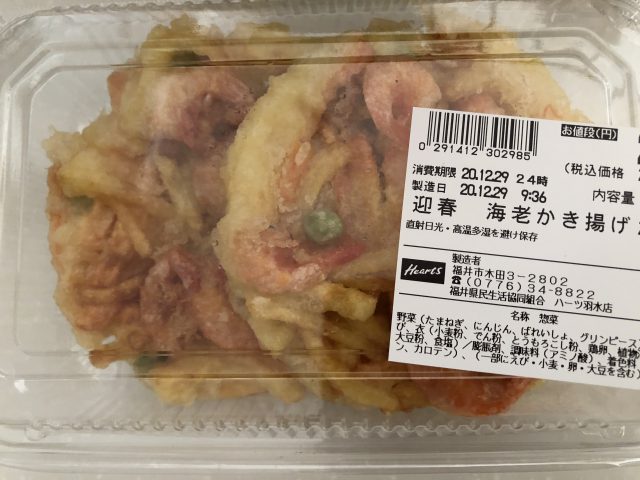 お値段(円)
0 291412 302985
(税込価格
消費期限 20.12.29 24時
製造日 20.12.29 9:36
内容量
迎春 海老かき揚げ
直射日光・高温多湿を避け保存
Hearts
製造者
福井市木田3-2802
☎(0776)34-8822
福井県民生活協同組合 ハーツ羽水店
名称 惣菜
野菜(たまねぎ、にんじん、ばれいしょ、グリンピース
び、衣(小麦粉、でん粉、とうもろこし粉、鶏卵、植物
大豆粉、食塩)/膨脹剤、調味料(アミノ酸)、着色料
ン、カロテン)、(一部にえび・小麦・卵・大豆を含む)